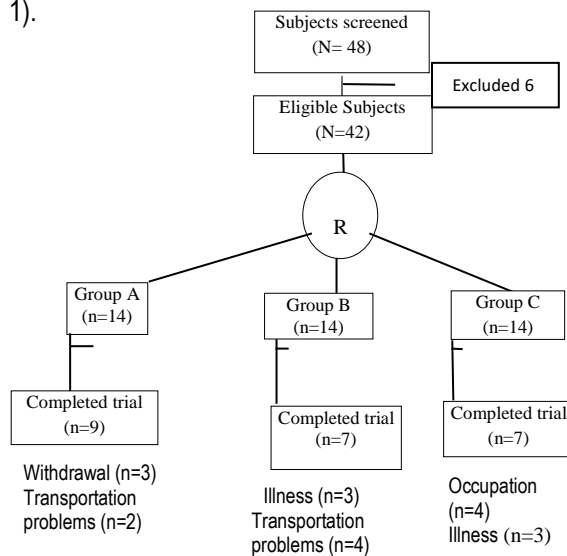 1).
Subjects screened
(N= 48)
Excluded 6
Eligible Subjects
(N=42)
R
Group A
(n=14)
Group B
(n=14)
Group C
(n=14)
Completed trial
(n=9)
Completed trial
(n=7)
Completed trial
(n=7)
Withdrawal (n=3)
Transportation
problems (n=2)
Illness (n=3)
Transportation
problems (n=4)
Occupation
(n=4)
Illness (n=3)